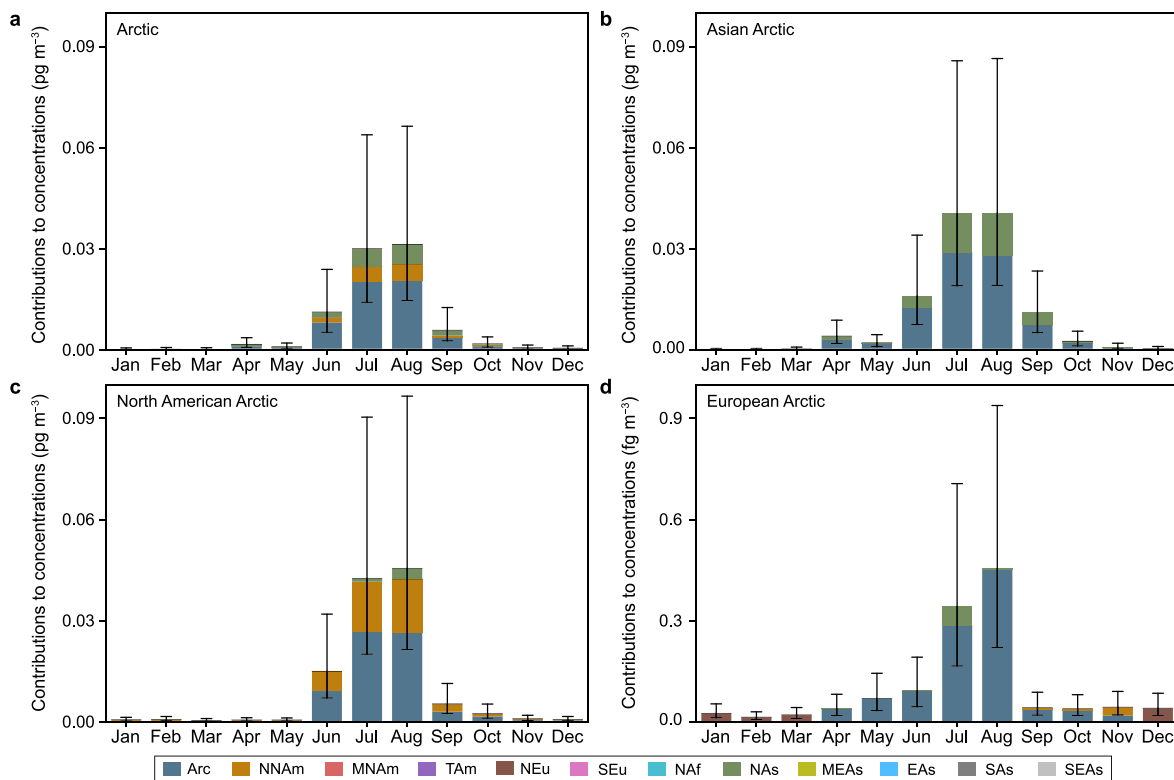 a
Arctic
Contributions to concentrations (pg m⁻³)
0.09
0.06
0.03
0.00
Jan Feb Mar Apr May Jun Jul Aug Sep Oct Nov Dec
b
Asian Arctic
Contributions to concentrations (pg m⁻³)
0.09
0.06
0.03
0.00
Jan Feb Mar Apr May Jun Jul Aug Sep Oct Nov Dec
c
North American Arctic
Contributions to concentrations (pg m⁻³)
0.09
0.06
0.03
0.00
Jan Feb Mar Apr May Jun Jul Aug Sep Oct Nov Dec
d
European Arctic
Contributions to concentrations (fg m⁻³)
0.9
0.6
0.3
0.0
Jan Feb Mar Apr May Jun Jul Aug Sep Oct Nov Dec
Arc NNAm MNAm TAm NEu SEu NAf NAs MEAs EAs SAs SEAs